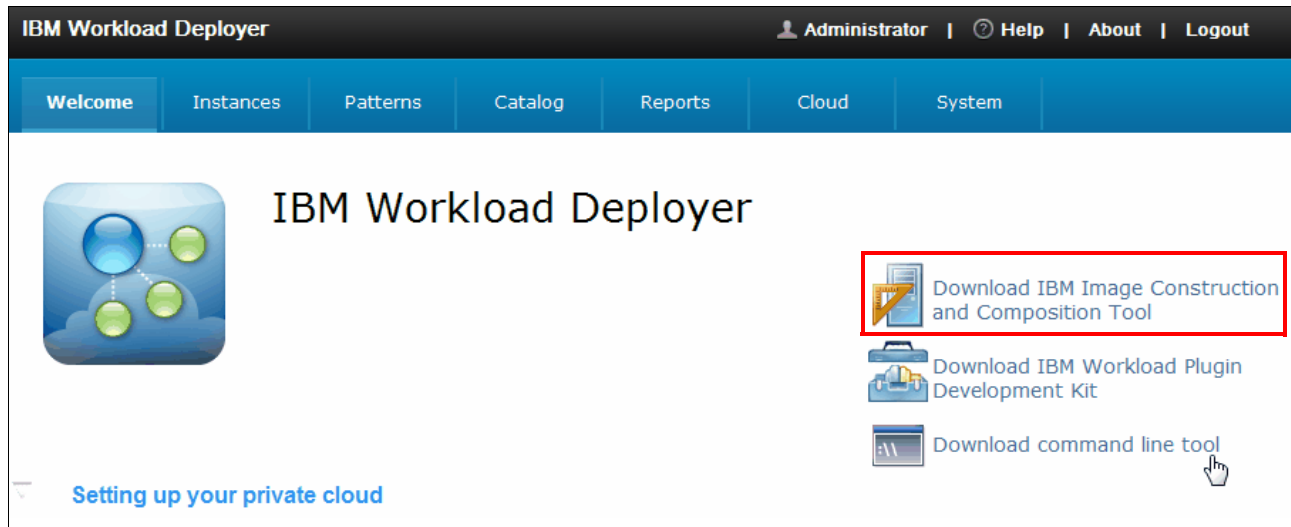 IBM Workload Deployer
Administrator | Help | About | Logout
Welcome Instances Patterns Catalog Reports Cloud System
IBM Workload Deployer
Download IBM Image Construction
and Composition Tool
Download IBM Workload Plugin
Development Kit
Download command line tool
Setting up your private cloud